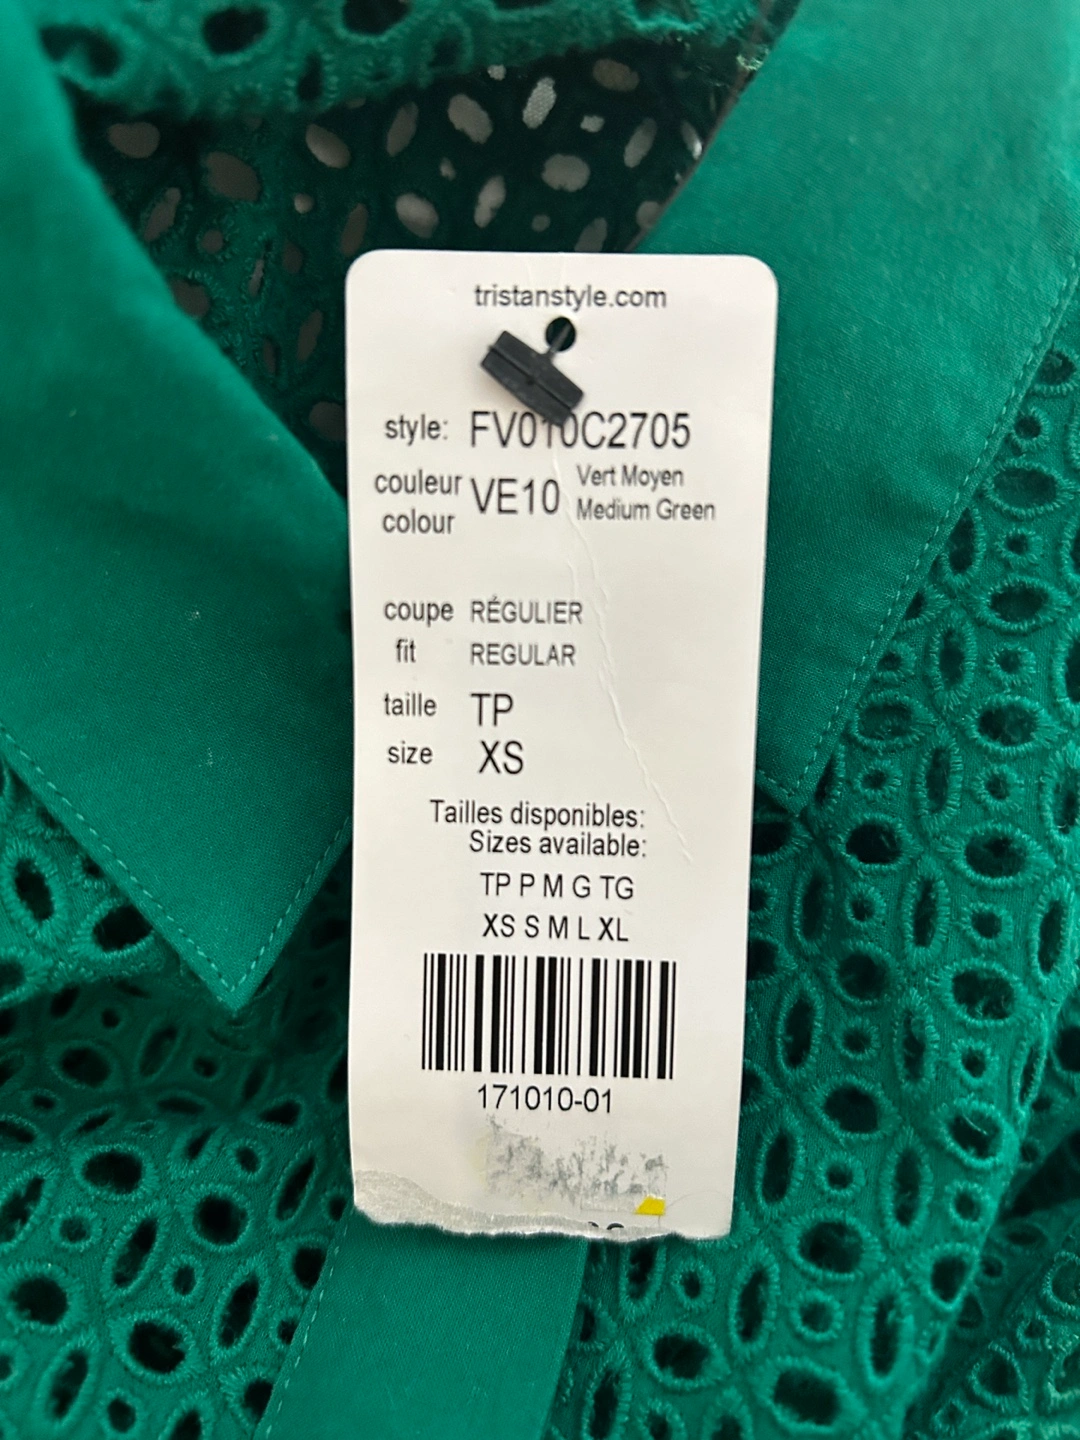 tristanstyle.com
style: FV010C2705
couleur
colour
VE10
Vert Moyen
Medium Green
coupe RÉGULIER
fit REGULAR
taille TP
size XS
Tailles disponibles:
Sizes available:
TP P M G TG
XS S M L XL
171010-01